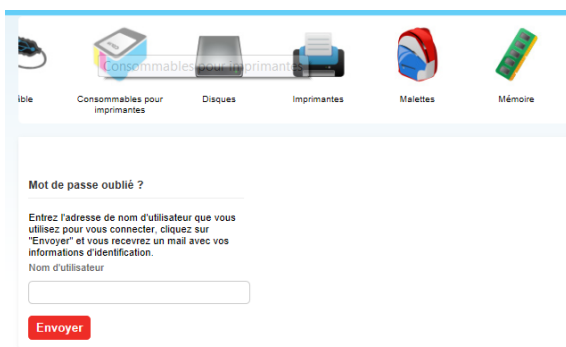 Consommables pour imprimantes
ible
Consommables pour
imprimantes
Disques
Imprimantes
Malettes
Mémoire
Mot de passe oublié ?
Entrez l'adresse de nom d'utilisateur que vous
utilisez pour vous connecter, cliquez sur
"Envoyer" et vous recevrez un mail avec vos
informations d'identification.
Nom d'utilisateur
Envoyer